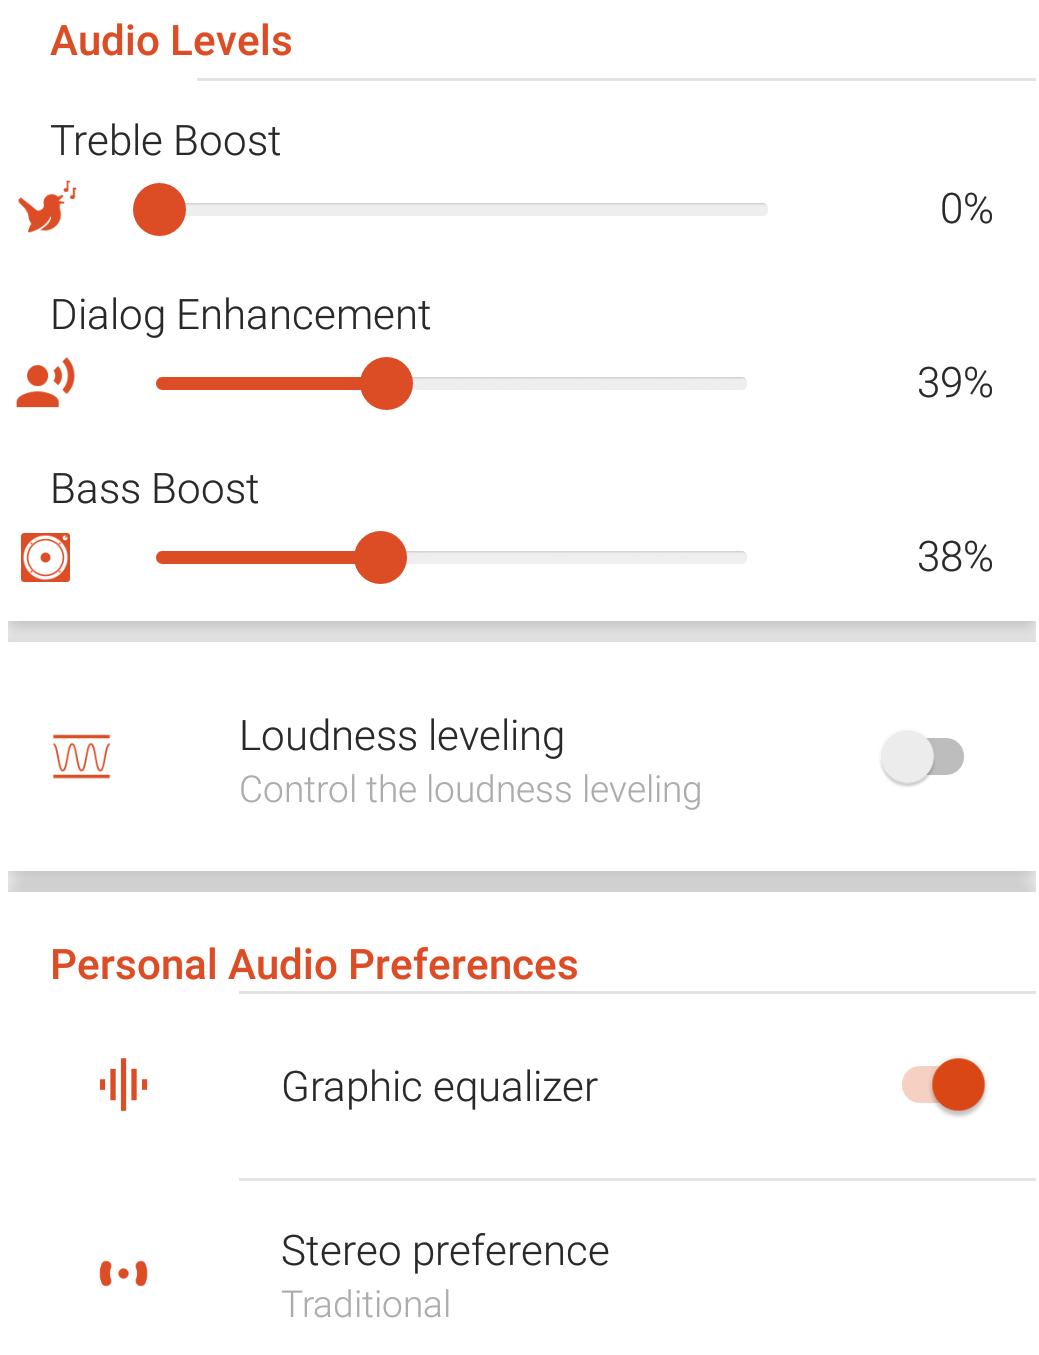 Audio Levels
Treble Boost
0%
Dialog Enhancement
39%
Bass Boost
38%
Loudness leveling
Control the loudness leveling
Personal Audio Preferences
Graphic equalizer
Stereo preference
Traditional